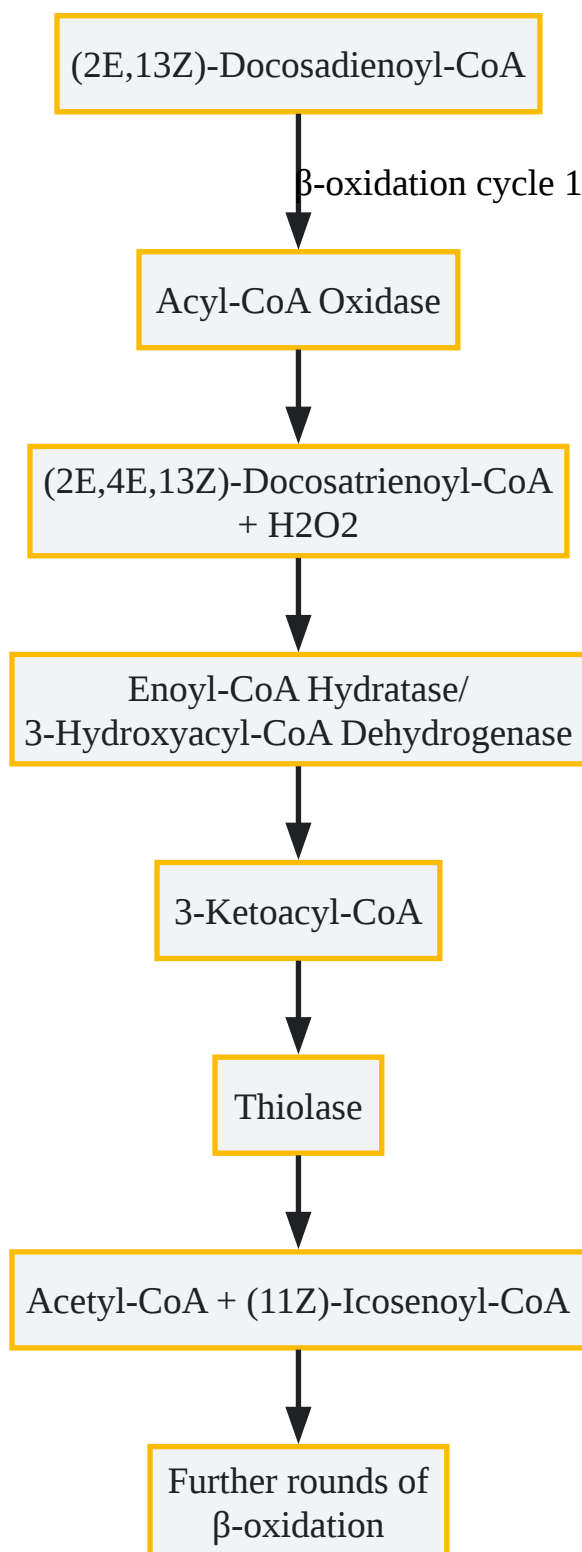 (2E,13Z)-Docosadienoyl-CoA
β-oxidation cycle 1
Acyl-CoA Oxidase
(2E,4E,13Z)-Docosatrienoyl-CoA
+ H2O2
Enoyl-CoA Hydratase/
3-Hydroxyacyl-CoA Dehydrogenase
3-Ketoacyl-CoA
Thiolase
Acetyl-CoA + (11Z)-Icosenoyl-CoA
Further rounds of
β-oxidation